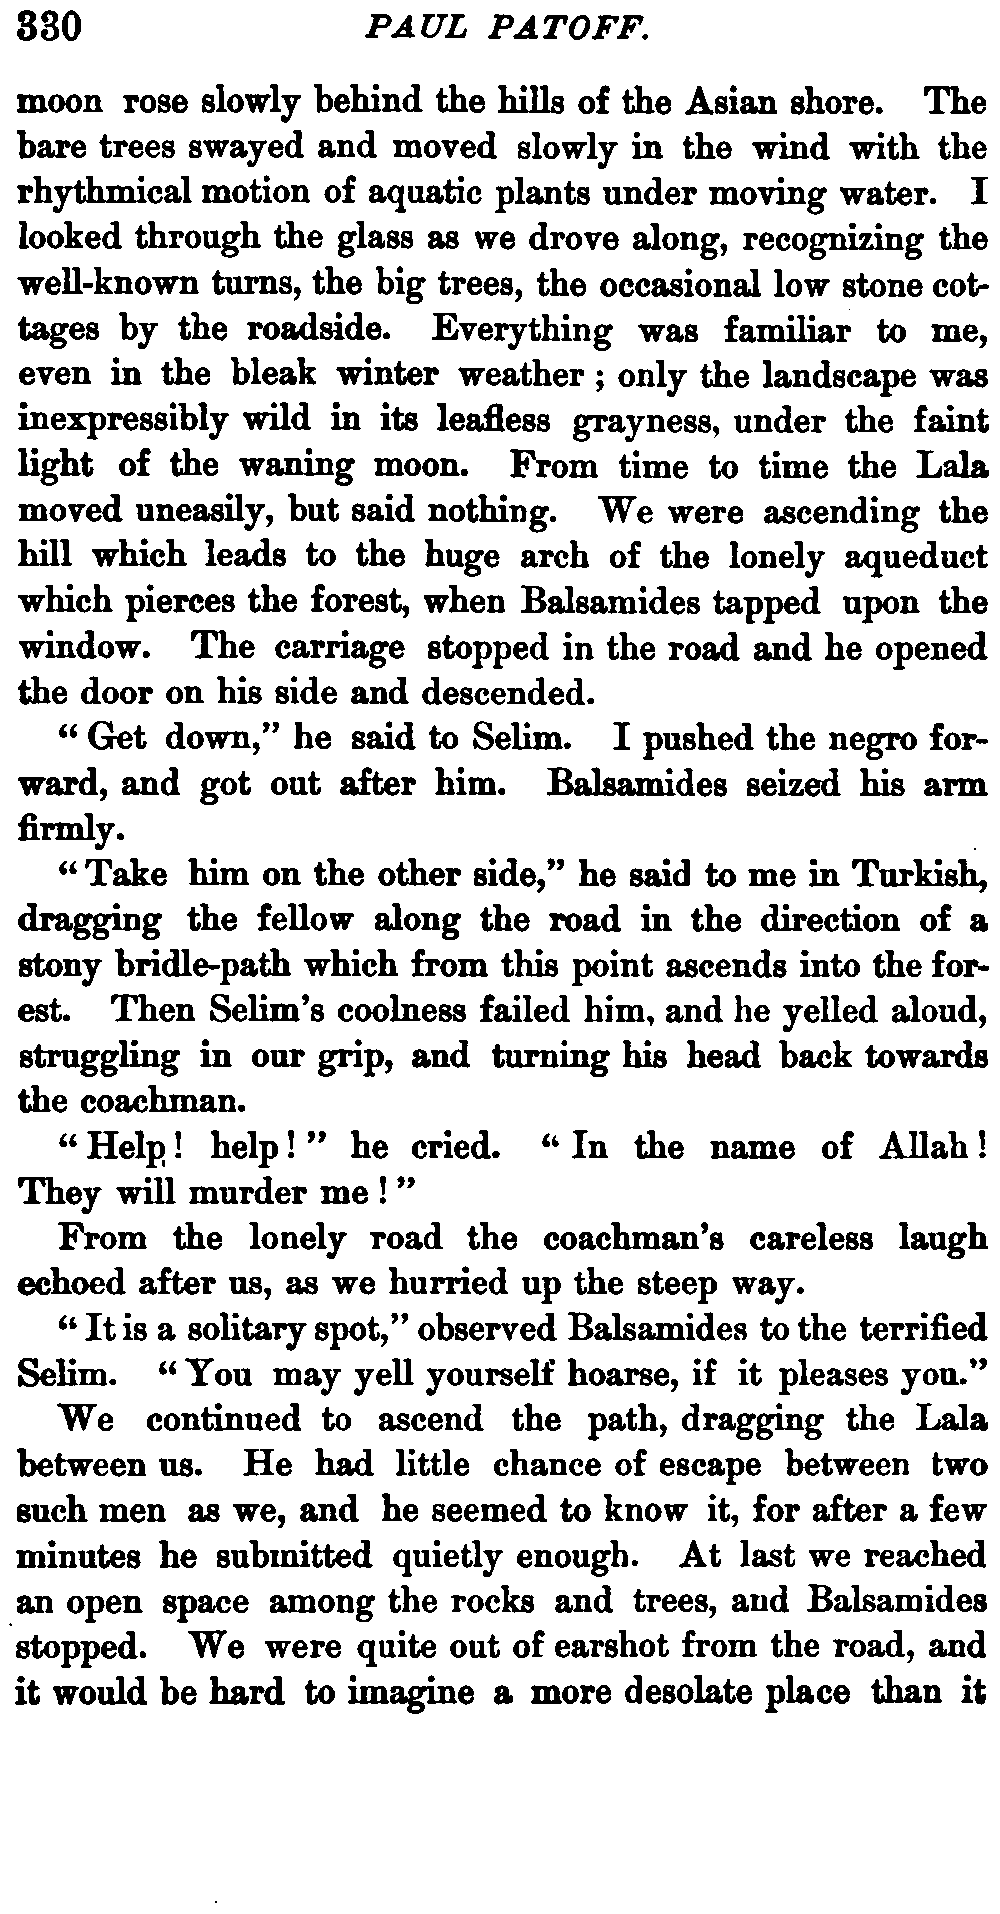 330 PAUL PATOFF.
moon rose slowly behind the hills of the Asian shore. The
bare trees swayed and moved slowly in the wind with the
rhythmical motion of aquatic plants under moving water. I
looked through the glass as we drove along, recognizing the
well-known turns, the big trees, the occasional low stone cot-
tages by the roadside. Everything was familiar to me,
even in the bleak winter weather ; only the landscape was
inexpressibly wild in its leafless grayness, under the faint
light of the waning moon. From time to time the Lala
moved uneasily, but said nothing. We were ascending the
hill which leads to the huge arch of the lonely aqueduct
which pierces the forest, when Balsamides tapped upon the
window. The carriage stopped in the road and he opened
the door on his side and descended.
“ Get down,” he said to Selim. I pushed the negro for-
ward, and got out after him. Balsamides seized his arm
firmly.
“ Take him on the other side,” he said to me in Turkish,
dragging the fellow along the road in the direction of a
stony bridle-path which from this point ascends into the for-
est. Then Selim’s coolness failed him, and he yelled aloud,
struggling in our grip, and turning his head back towards
the coachman.
“ Help ! help ! ” he cried. “ In the name of Allah !
They will murder me ! ”
From the lonely road the coachman’s careless laugh
echoed after us, as we hurried up the steep way.
“ It is a solitary spot,” observed Balsamides to the terrified
Selim. “ You may yell yourself hoarse, if it pleases you.”
We continued to ascend the path, dragging the Lala
between us. He had little chance of escape between two
such men as we, and he seemed to know it, for after a few
minutes he submitted quietly enough. At last we reached
an open space among the rocks and trees, and Balsamides
stopped. We were quite out of earshot from the road, and
it would be hard to imagine a more desolate place than it